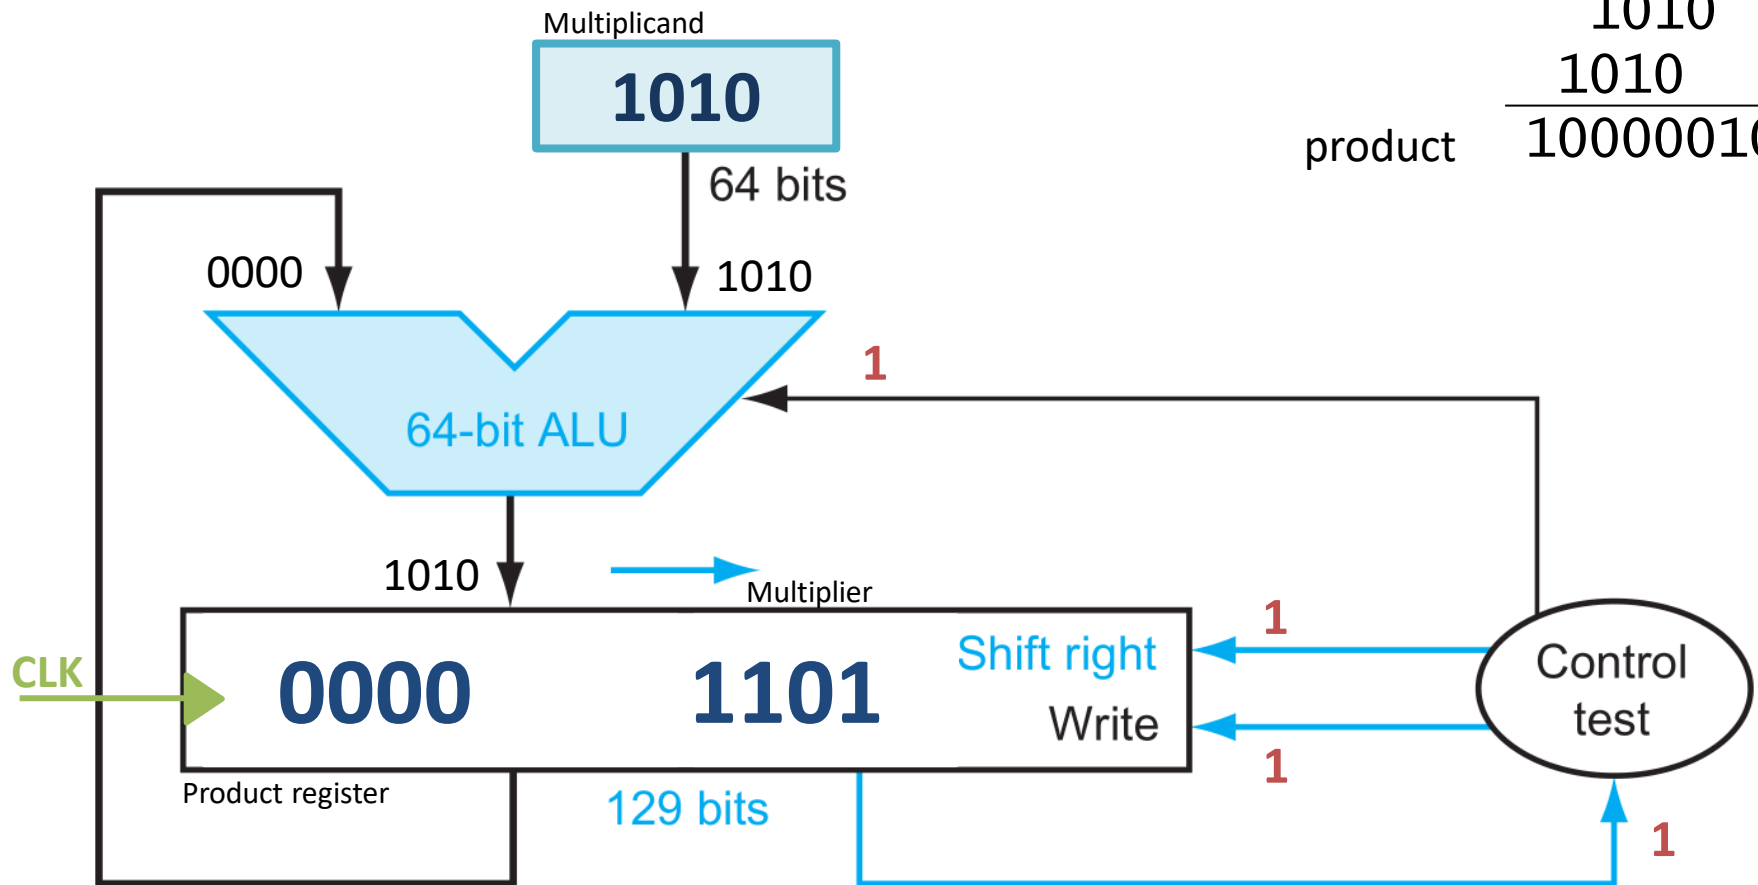 Multiplicand
1010
1010
1010
product
64 bits
0000
1010
1
64-bit ALU
1010
Multiplier
1
Shift right
Control
test
CLK
0000
1101
Write
1
Product register
129 bits
1